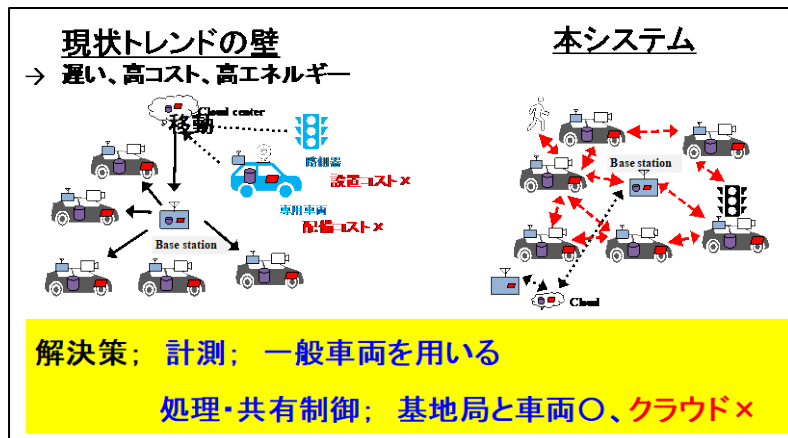 現状トレンドの壁
→ 遅い、高コスト、高エネルギー
Cloud center
移動
路側器
設置コスト×
専用車両
配備コスト×
Base station
本システム
Base station
Cloud
解決策; 計測; 一般車両を用いる
処理・共有制御; 基地局と車両〇、クラウド×